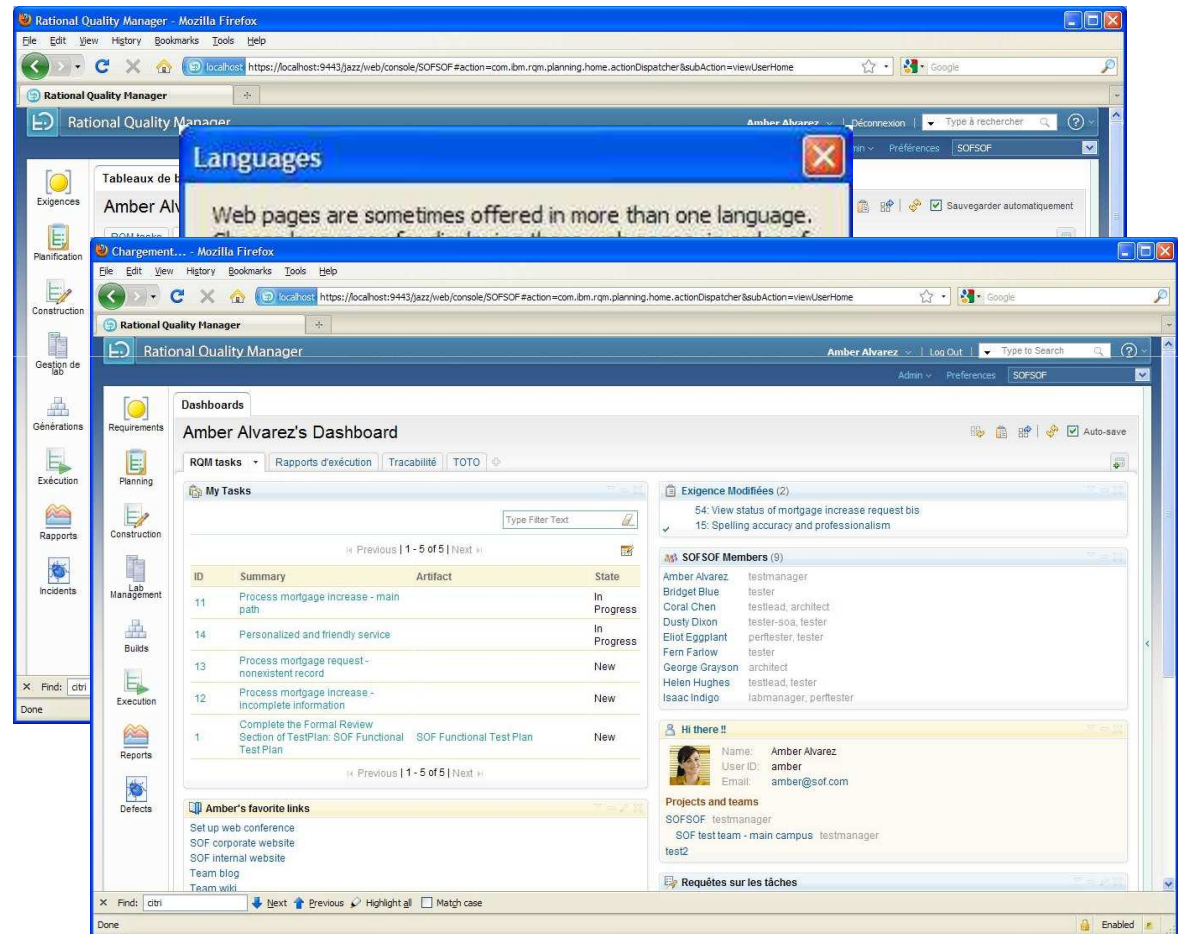 Rational Quality Manager - Mozilla Firefox
File Edit View History Bookmarks Tools Help
localhost https://localhost:9443/jazz/web/console/SOFSOF#action=com.ibm.rqm.planning.home.actionDispatcher&subAction=viewUserHome
Google
Rational Quality Manager
Rational Quality Manager
Amber Alvarez | Déconnexion | Type à rechercher
Préférences SOFSOF
Languages
Tableaux de b
Amber Alv
Sauvegarder automatiquement
Web pages are sometimes offered in more than one language.
Exigences
Planification
Construction
Gestion de lab
Générations
Exécution
Rapports
Incidents
Find: citri
Done
Chargement... - Mozilla Firefox
File Edit View History Bookmarks Tools Help
localhost https://localhost:9443/jazz/web/console/SOFSOF#action=com.ibm.rqm.planning.home.actionDispatcher&subAction=viewUserHome
Google
Rational Quality Manager
Rational Quality Manager
Amber Alvarez | Log Out | Type to Search
Admin Preferences SOFSOF
Requirements
Planning
Construction
Lab Management
Builds
Execution
Reports
Defects
Dashboards
Amber Alvarez's Dashboard
Auto-save
RQM tasks Rapports d'exécution Tracabilité TOTO
My Tasks
Type Filter Text
Previous | 1 - 5 of 5 | Next
ID Summary Artifact State
11 Process mortgage increase - main path In Progress
14 Personalized and friendly service In Progress
13 Process mortgage request - nonexistent record New
12 Process mortgage increase - incomplete information New
1 Complete the Formal Review Section of TestPlan: SOF Functional Test Plan SOF Functional Test Plan New
Previous | 1 - 5 of 5 | Next
Amber's favorite links
Set up web conference
SOF corporate website
SOF internal website
Team blog
Team wiki
Exigence Modifiées (2)
54: View status of mortgage increase request bis
15: Spelling accuracy and professionalism
SOFSOF Members (9)
Amber Alvarez testmanager
Bridget Blue tester
Coral Chen testlead, architect
Dusty Dixon tester-soa, tester
Eliot Eggplant perftester, tester
Fern Farlow tester
George Grayson architect
Helen Hughes testlead, tester
Isaac Indigo labmanager, perftester
Hi there !!
Name: Amber Alvarez
User ID: amber
Email: amber@sof.com
Projects and teams
SOFSOF testmanager
SOF test team - main campus testmanager
test2
Requêtes sur les tâches
Find: citri Next Previous Highlight all Match case
Done
Enabled